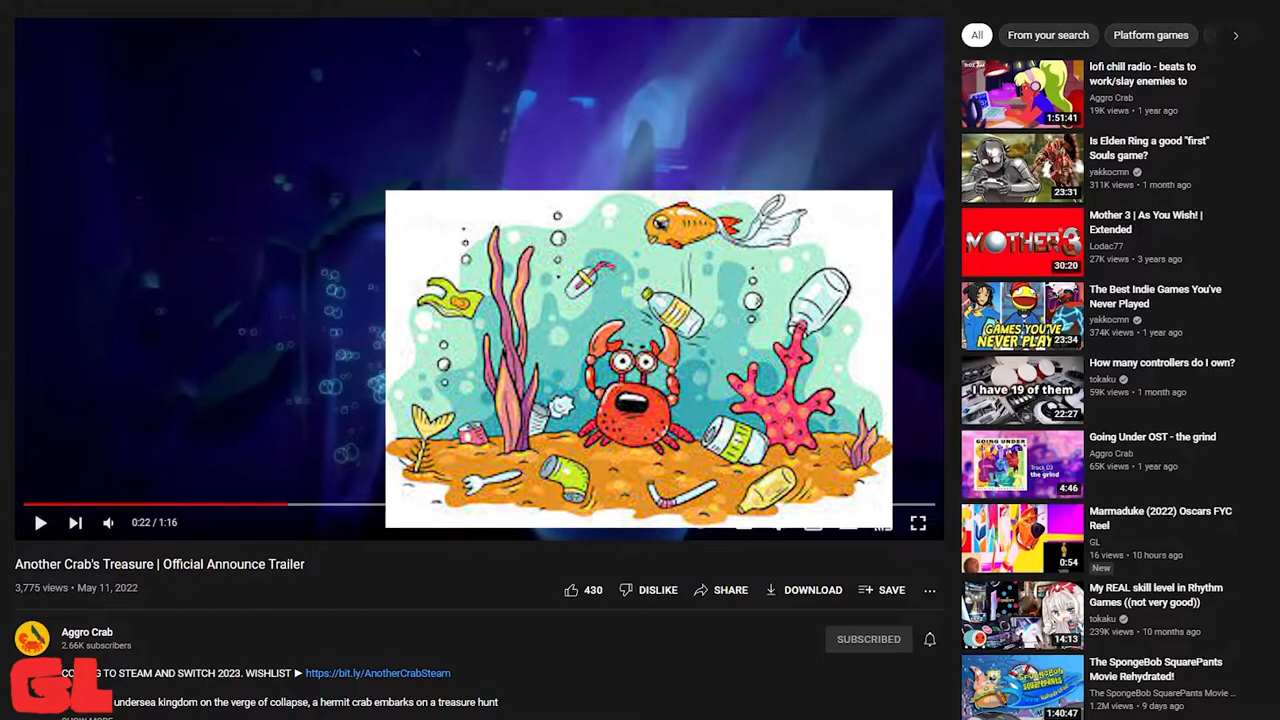 All
From your search
Platform games
lofi chill radio - beats to
work/slay enemies to
Aggro Crab
19K views • 1 year ago
1:51:41
Is Elden Ring a good "first"
Souls game?
yakkocmn
311K views • 1 month ago
23:31
Mother 3 | As You Wish! |
Extended
Lodac77
27K views • 3 years ago
MOTHER 3
30:20
The Best Indie Games You've
Never Played
yakkocmn
374K views • 1 year ago
GAMES YOU'VE
NEVER PLAY
23:34
How many controllers do I own?
tokaku
59K views • 1 month ago
I have 19 of them
22:27
Going Under OST - the grind
Aggro Crab
65K views • 1 year ago
GOING UNDER
Track 03
the grind
4:46
Marmaduke (2022) Oscars FYC
Reel
GL
16 views • 10 hours ago
New
0:54
My REAL skill level in Rhythm
Games ((not very good))
tokaku
239K views • 10 months ago
14:13
The SpongeBob SquarePants
Movie Rehydrated!
The SpongeBob SquarePants Movie ...
1.2M views • 9 days ago
1:40:47
0:22 / 1:16
Another Crab's Treasure | Official Announce Trailer
3,775 views • May 11, 2022
430
DISLIKE
SHARE
DOWNLOAD
SAVE
Aggro Crab
2.66K subscribers
SUBSCRIBED
TO STEAM AND SWITCH 2023. WISHLIST ▶ https://bit.ly/AnotherCrabSteam
undersea kingdom on the verge of collapse, a hermit crab embarks on a treasure hunt
GL